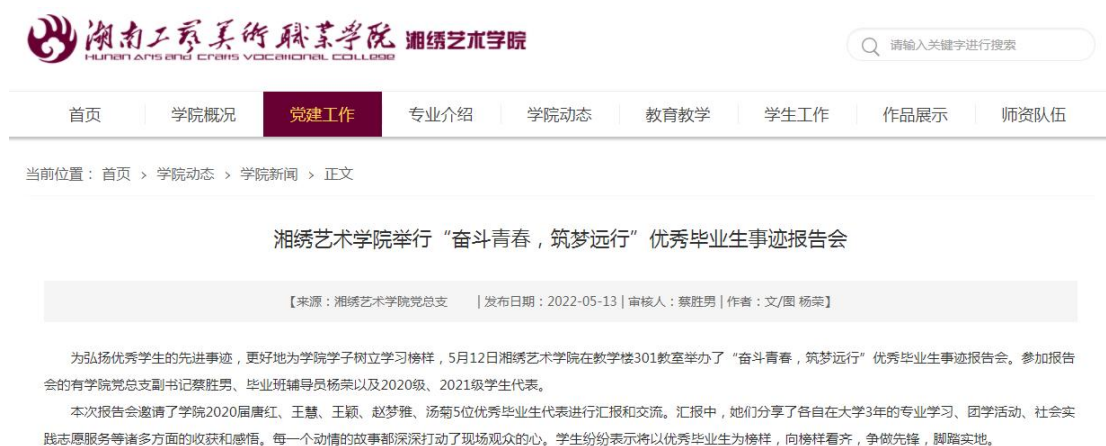 湖南工艺美术职业学院 湘绣艺术学院
HUNAN ARTS AND CRAFTS VOCATIONAL COLLEGE
请输入关键字进行搜索
首页 学院概况 党建工作 专业介绍 学院动态 教育教学 学生工作 作品展示 师资队伍
当前位置： 首页 > 学院动态 > 学院新闻 > 正文
湘绣艺术学院举行“奋斗青春，筑梦远行”优秀毕业生事迹报告会
【来源：湘绣艺术学院党总支 | 发布日期：2022-05-13 | 审核人：蔡胜男 | 作者：文/图 杨荣】
为弘扬优秀学生的先进事迹，更好地为学院学子树立学习榜样，5月12日湘绣艺术学院在教学楼301教室举办了“奋斗青春，筑梦远行”优秀毕业生事迹报告会。参加报告
会的有学院党总支副书记蔡胜男、毕业班辅导员杨荣以及2020级、2021级学生代表。
本次报告会邀请了学院2020届唐红、王慧、王颖、赵梦雅、汤菊5位优秀毕业生代表进行汇报和交流。汇报中，她们分享了各自在大学3年的专业学习、团学活动、社会实
践志愿服务等诸多方面的收获和感悟。每一个动情的故事都深深打动了现场观众的心。学生纷纷表示将以优秀毕业生为榜样，向榜样看齐，争做先锋，脚踏实地。